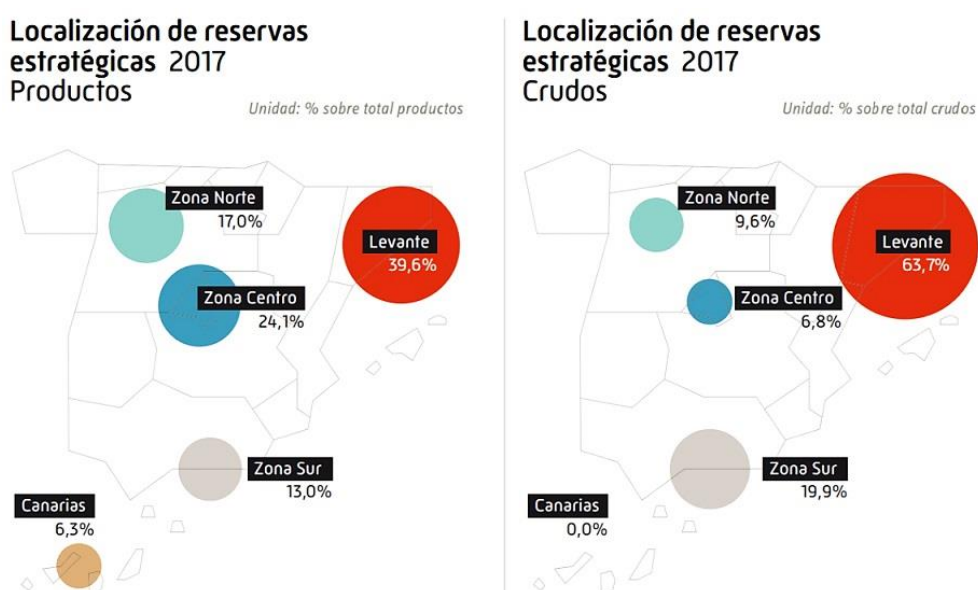 Localización de reservas
estratégicas 2017
Productos
Unidad: % sobre total productos
Zona Norte
17,0%
Levante
39,6%
Zona Centro
24,1%
Zona Sur
13,0%
Canarias
6,3%
Localización de reservas
estratégicas 2017
Crudos
Unidad: % sobre total crudos
Zona Norte
9,6%
Levante
63,7%
Zona Centro
6,8%
Zona Sur
19,9%
Canarias
0,0%